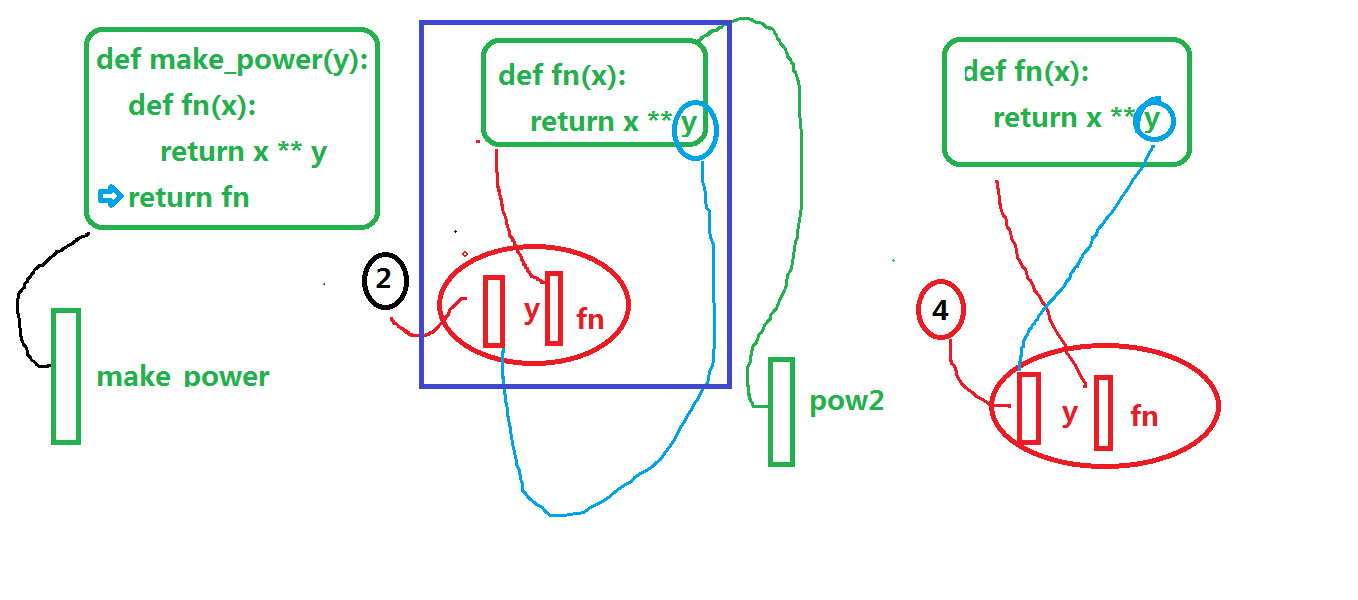 def make_power(y):
def fn(x):
return x ** y
return fn
make_power
def fn(x):
return x ** y
2
y
fn
pow2
def fn(x):
return x ** y
4
y
fn